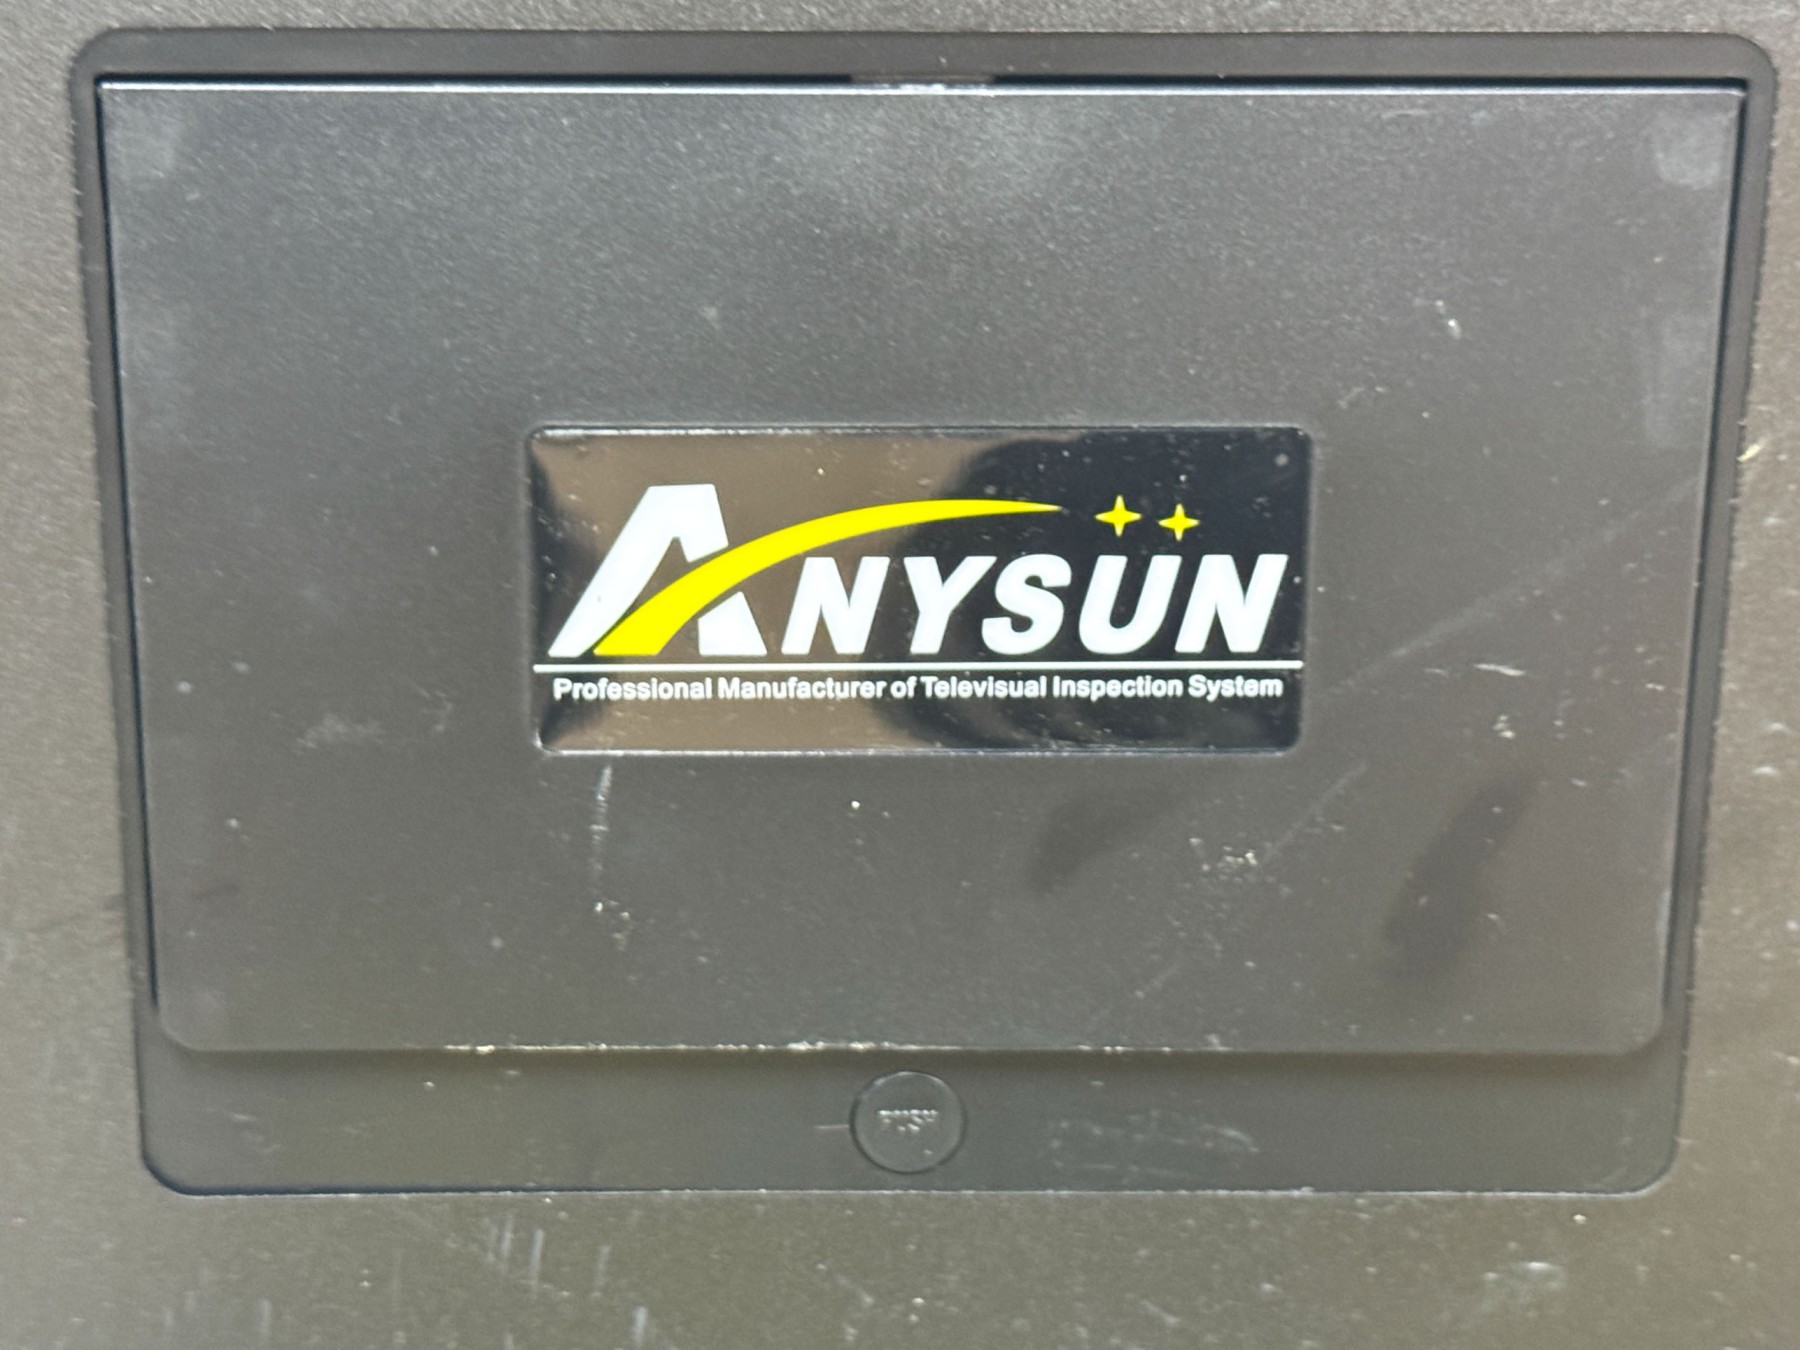 ANYSUN
Professional Manufacturer of Televisual Inspection System
PUSH